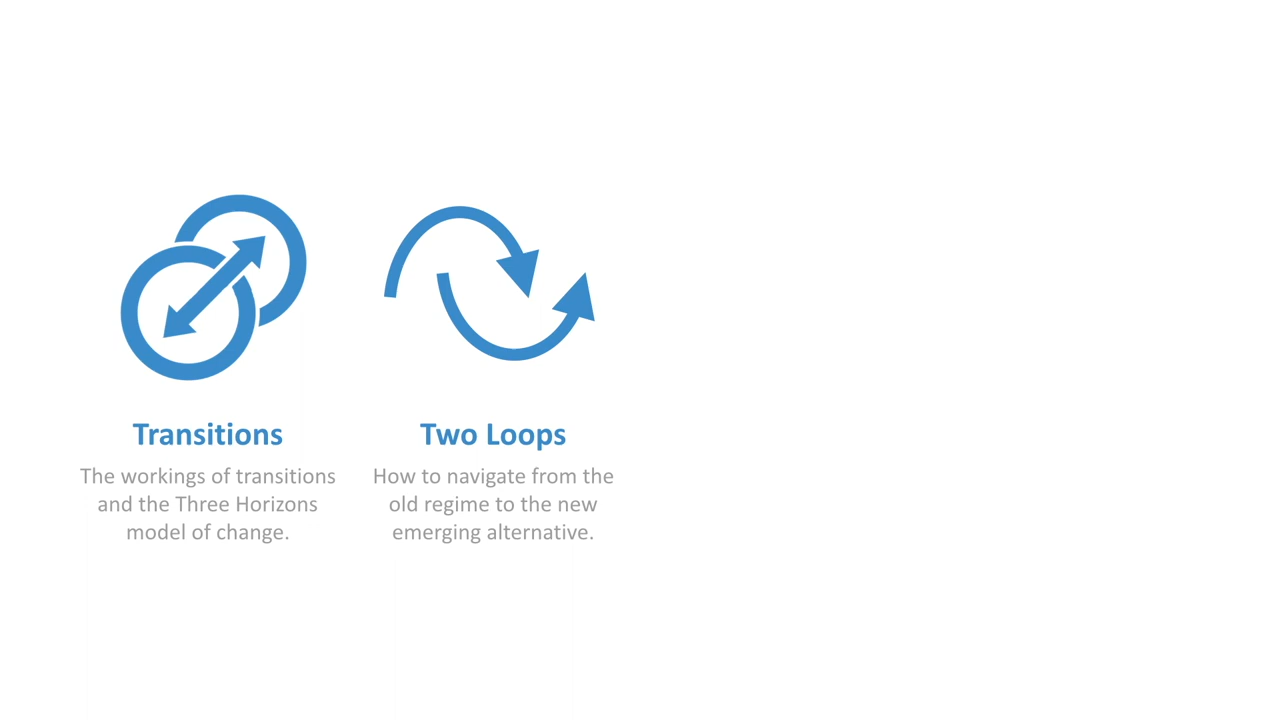 Transitions
The workings of transitions
and the Three Horizons
model of change.
Two Loops
How to navigate from the
old regime to the new
emerging alternative.